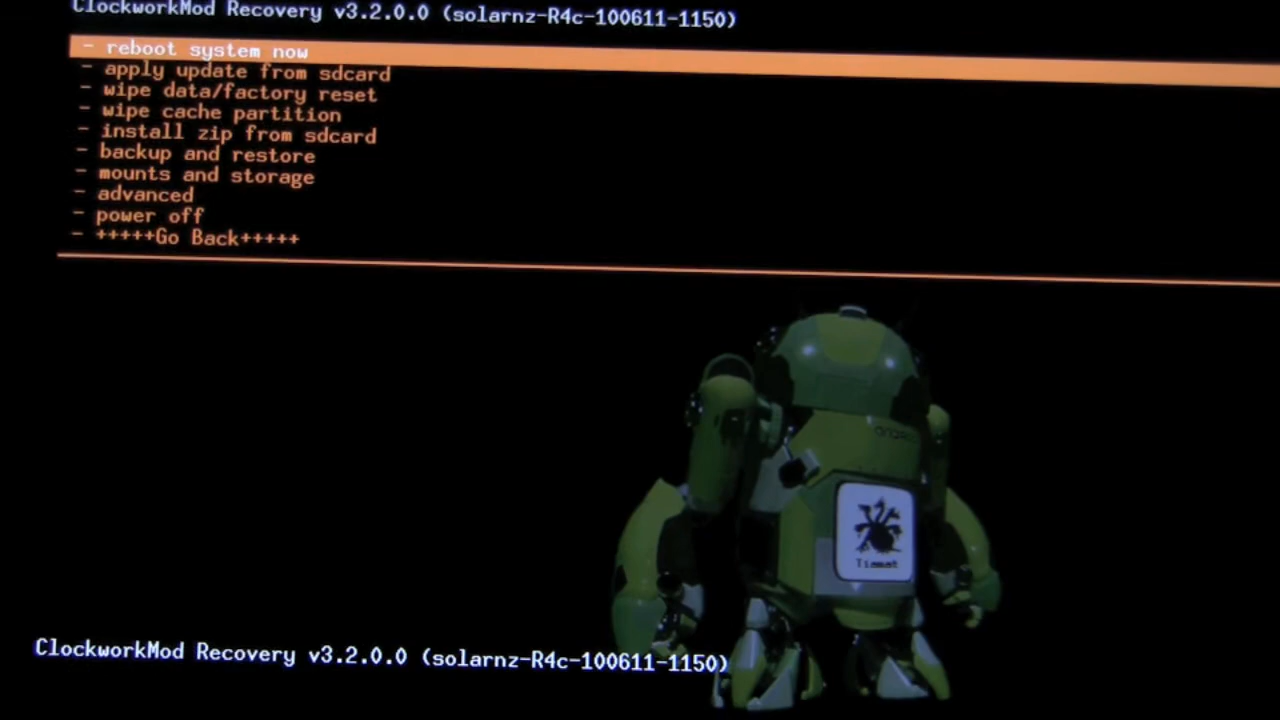 ClockworkMod Recovery v3.2.0.0 (solarnz-R4c-100611-1150)
- reboot system now
- apply update from sdcard
- wipe data/factory reset
- wipe cache partition
- install zip from sdcard
- backup and restore
- mounts and storage
- advanced
- power off
- +++++Go Back+++++
Tiamat
ClockworkMod Recovery v3.2.0.0 (solarnz-R4c-100611-1150)